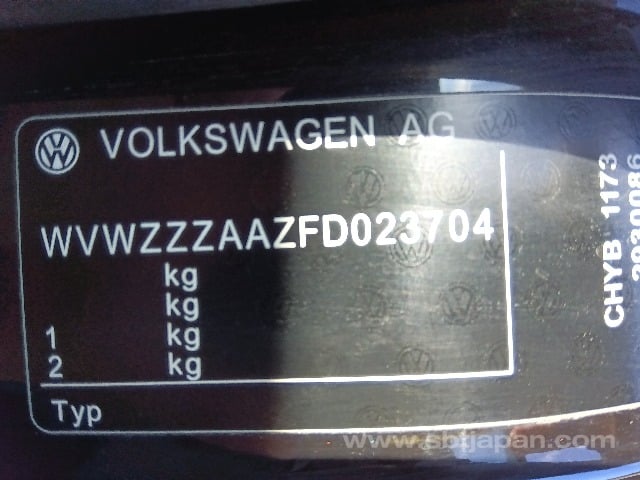 VOLKSWAGEN AG
WVWZZZAAZFD023704
kg
kg
1 kg
2 kg
Typ
CHYB 1173
www.sbtjapan.com